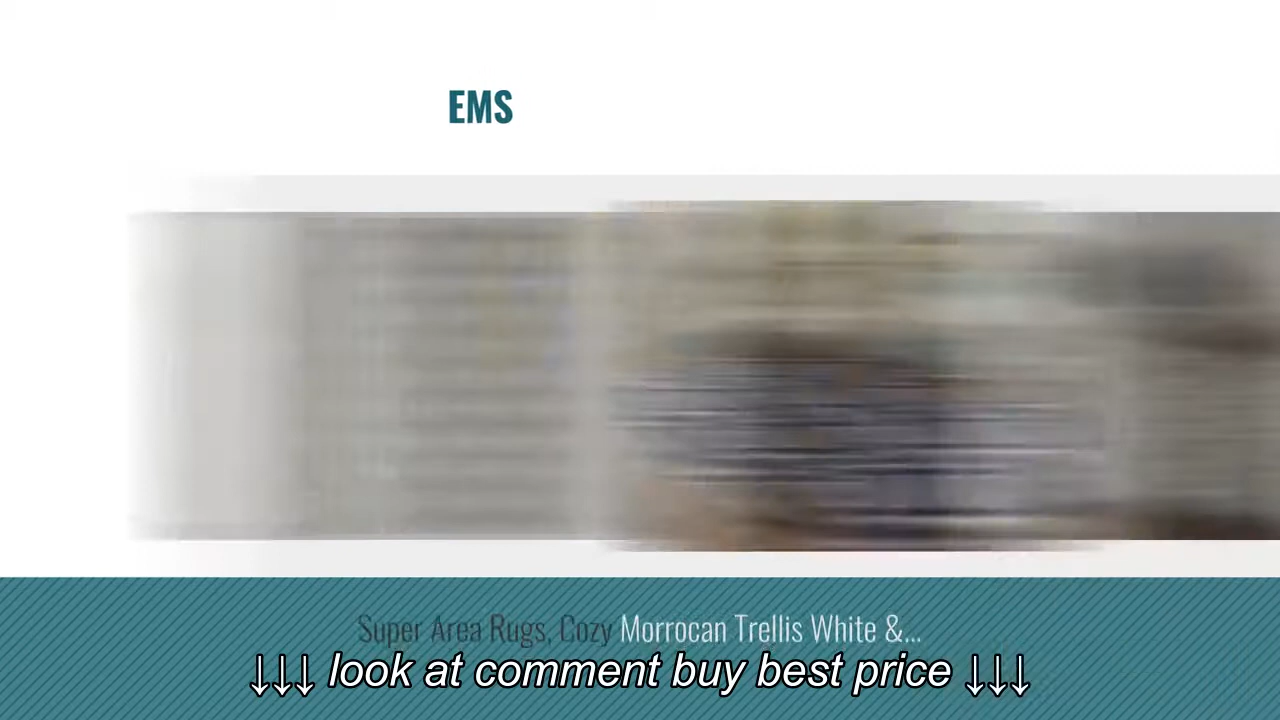 EMS
Super Area Rugs, Cozy Morrocan Trellis White &...
↓↓↓ look at comment buy best price ↓↓↓